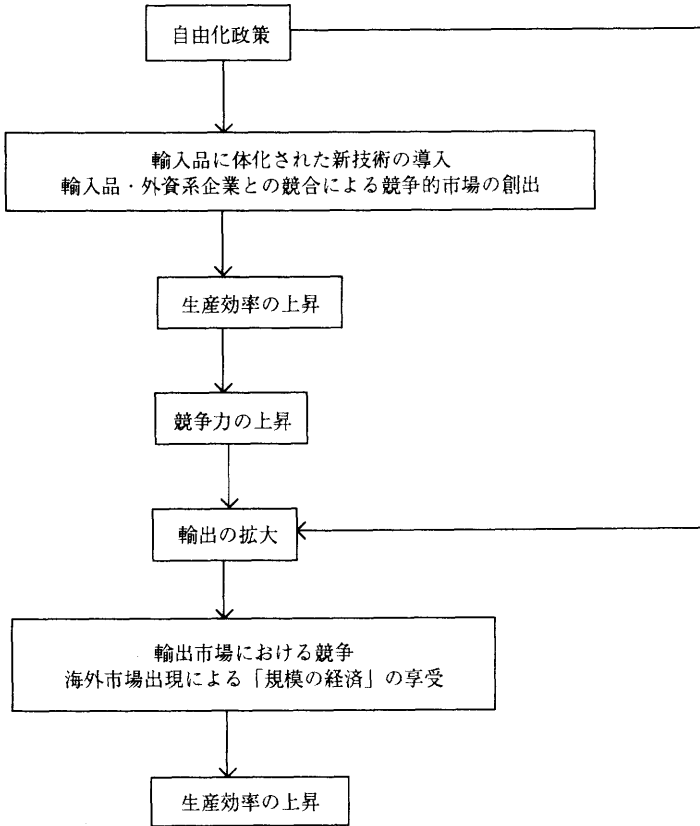 自由化政策
輸入品に体化された新技術の導入
輸入品・外資系企業との競合による競争的市場の創出
生産効率の上昇
競争力の上昇
輸出の拡大
輸出市場における競争
海外市場出現による「規模の経済」の享受
生産効率の上昇